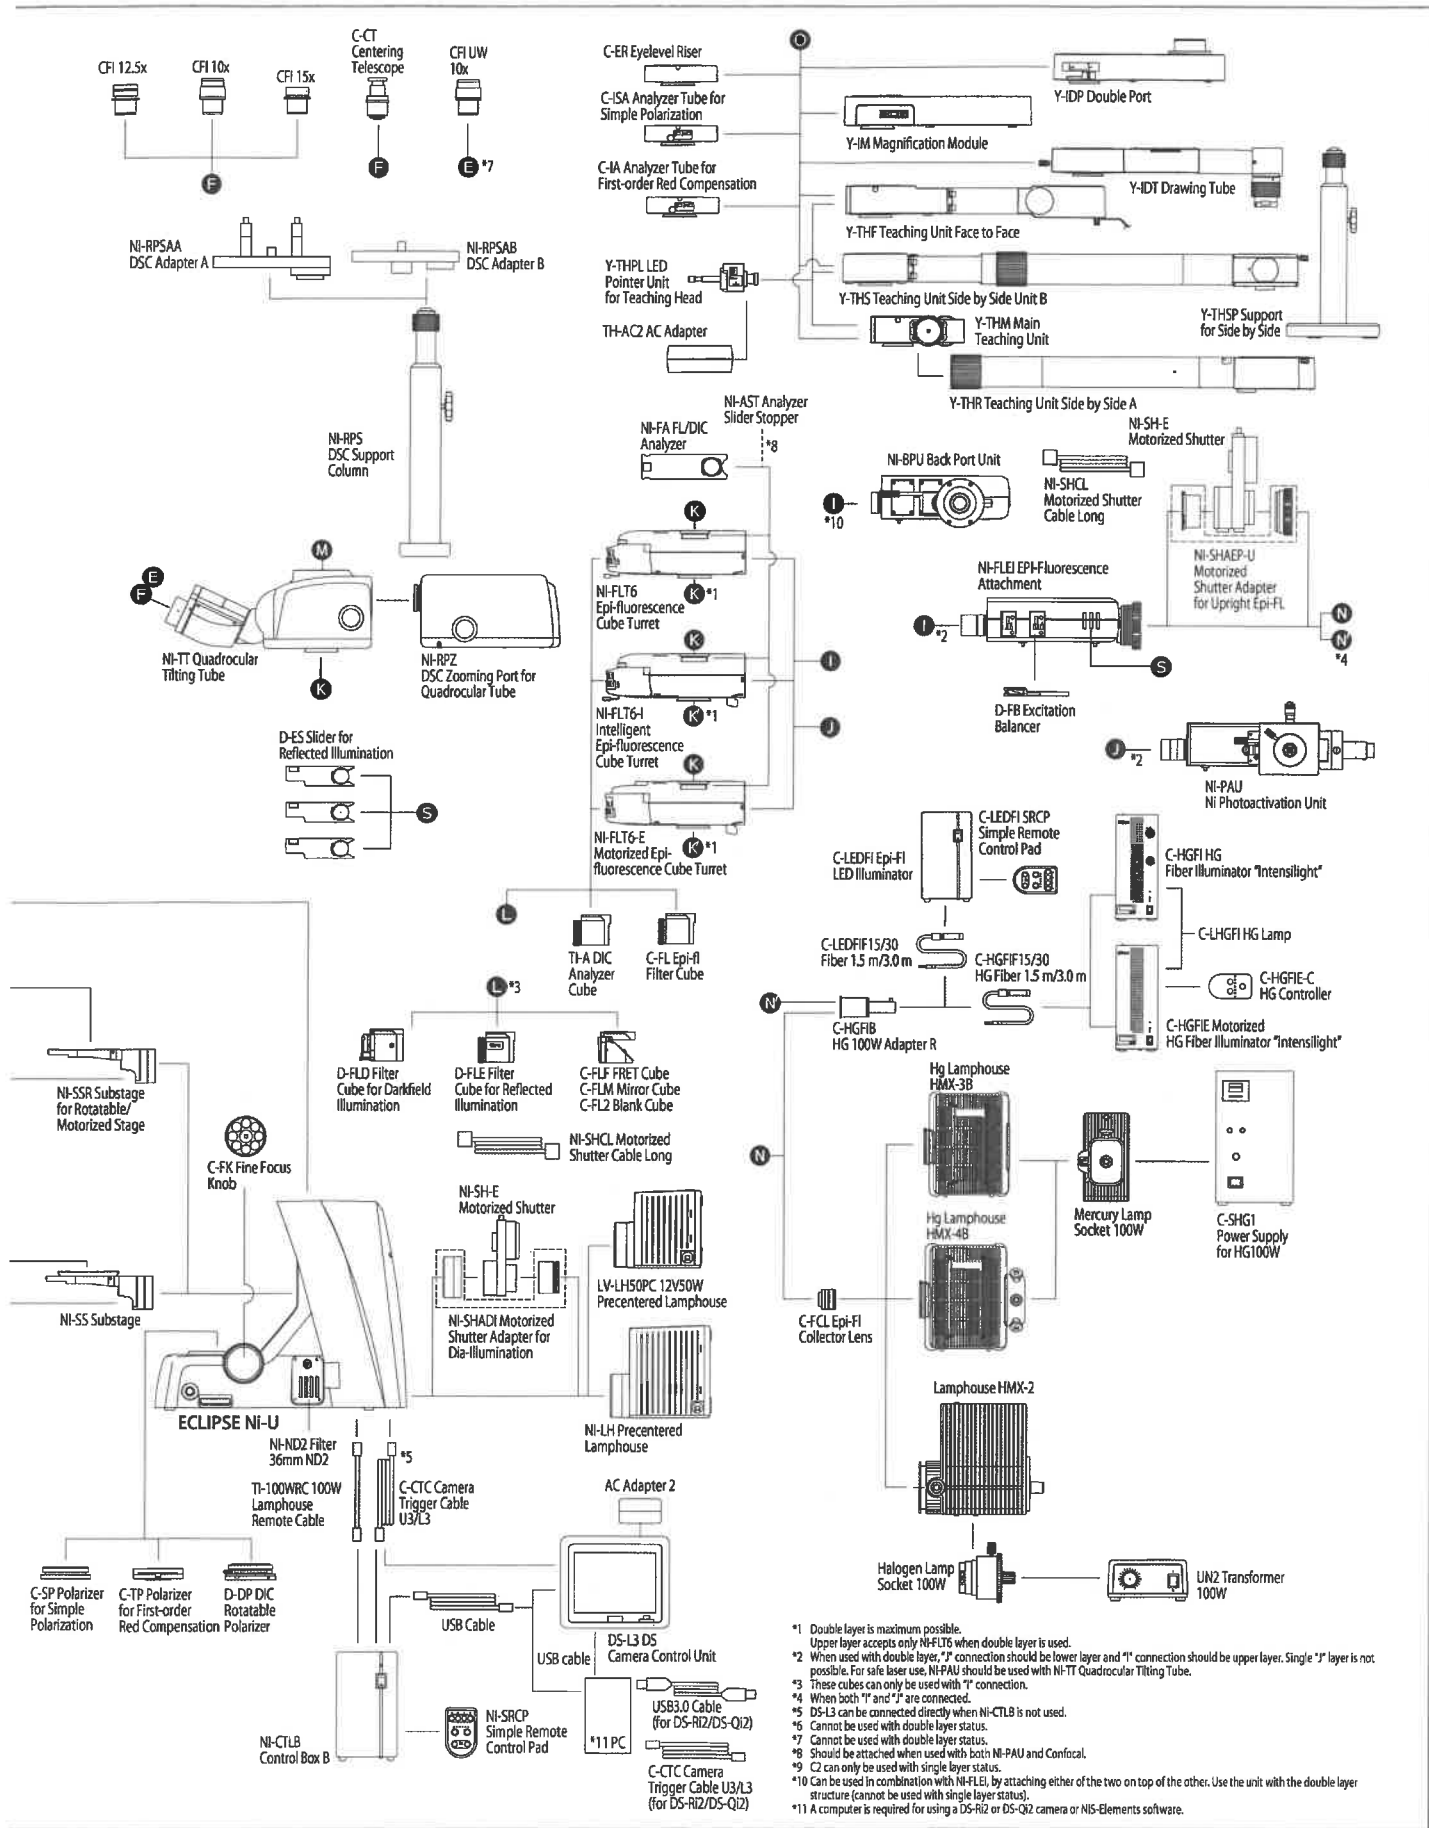 CFI 12.5x
CFI 10x
CFI 15x
C-CT
Centering
Telescope
CFI UW
10x
F
F
E *7
NI-RPSAA
DSC Adapter A
NI-RPSAB
DSC Adapter B
NI-RPS
DSC Support
Column
M
E
F
K
NI-TT Quadrocular
Tilting Tube
NI-RPZ
DSC Zooming Port for
Quadrocular Tube
D-ES Slider for
Reflected Illumination
S
C-ER Eyelevel Riser
C-ISA Analyzer Tube for
Simple Polarization
C-IA Analyzer Tube for
First-order Red Compensation
O
Y-IDP Double Port
Y-IM Magnification Module
Y-IDT Drawing Tube
Y-THF Teaching Unit Face to Face
Y-THPL LED
Pointer Unit
for Teaching Head
TH-AC2 AC Adapter
Y-THS Teaching Unit Side by Side Unit B
Y-THM Main
Teaching Unit
Y-THSP Support
for Side by Side
Y-THR Teaching Unit Side by Side A
NI-AST Analyzer
Slider Stopper
*8
NI-FA FL/DIC
Analyzer
K
K *1
NI-FLT6
Epi-fluorescence
Cube Turret
K
K' *1
NI-FLT6-I
Intelligent
Epi-fluorescence
Cube Turret
K
K' *1
NI-FLT6-E
Motorized Epi-
fluorescence Cube Turret
I
J
L
TI-A DIC
Analyzer
Cube
C-FL Epi-fl
Filter Cube
NI-BPU Back Port Unit
I
*10
NI-SHCL
Motorized Shutter
Cable Long
NI-SH-E
Motorized Shutter
NI-SHAEP-U
Motorized
Shutter Adapter
for Upright Epi-FL
NI-FLEI EPI-Fluorescence
Attachment
I *2
S
N
N'
*4
D-FB Excitation
Balancer
J *2
NI-PAU
Ni Photoactivation Unit
C-LEDFI SRCP
Simple Remote
Control Pad
C-LEDFI Epi-Fl
LED Illuminator
C-HGFI HG
Fiber Illuminator "Intensilight"
C-LHGFI HG Lamp
C-LEDFIF15/30
Fiber 1.5 m/3.0 m
C-HGFIF15/30
HG Fiber 1.5 m/3.0 m
C-HGFIE-C
HG Controller
N'
C-HGFIB
HG 100W Adapter R
C-HGFIE Motorized
HG Fiber Illuminator "Intensilight"
L *3
D-FLD Filter
Cube for Darkfield
Illumination
D-FLE Filter
Cube for Reflected
Illumination
C-FLF FRET Cube
C-FLM Mirror Cube
C-FL2 Blank Cube
NI-SHCL Motorized
Shutter Cable Long
NI-SH-E
Motorized Shutter
LV-LH50PC 12V50W
Precentered Lamphouse
NI-SHADI Motorized
Shutter Adapter for
Dia-Illumination
NI-LH Precentered
Lamphouse
NI-SSR Substage
for Rotatable/
Motorized Stage
C-FK Fine Focus
Knob
NI-SS Substage
ECLIPSE Ni-U
NI-ND2 Filter
36mm ND2
N
Hg Lamphouse
HMX-3B
Mercury Lamp
Socket 100W
C-SHG1
Power Supply
for HG100W
Hg Lamphouse
HMX-4B
C-FCL Epi-Fl
Collector Lens
Lamphouse HMX-2
Halogen Lamp
Socket 100W
UN2 Transformer
100W
*5
TI-100WRC 100W
Lamphouse
Remote Cable
C-CTC Camera
Trigger Cable
U3/L3
AC Adapter 2
C-SP Polarizer
for Simple
Polarization
C-TP Polarizer
for First-order
Red Compensation
D-DP DIC
Rotatable
Polarizer
USB Cable
DS-L3 DS
Camera Control Unit
USB cable
NI-CTLB
Control Box B
NI-SRCP
Simple Remote
Control Pad
*11 PC
USB3.0 Cable
(for DS-Ri2/DS-Qi2)
C-CTC Camera
Trigger Cable U3/L3
(for DS-Ri2/DS-Qi2)
*1 Double layer is maximum possible.
Upper layer accepts only NI-FLT6 when double layer is used.
*2 When used with double layer, "J" connection should be lower layer and "I" connection should be upper layer. Single "J" layer is not
possible. For safe laser use, NI-PAU should be used with NI-TT Quadrocular Tilting Tube.
*3 These cubes can only be used with "I" connection.
*4 When both "I" and "J" are connected.
*5 DS-L3 can be connected directly when Ni-CTLB is not used.
*6 Cannot be used with double layer status.
*7 Cannot be used with double layer status.
*8 Should be attached when used with both NI-PAU and Confocal.
*9 C2 can only be used with single layer status.
*10 Can be used in combination with NI-FLEI, by attaching either of the two on top of the other. Use the unit with the double layer
structure (cannot be used with single layer status).
*11 A computer is required for using a DS-Ri2 or DS-Qi2 camera or NIS-Elements software.